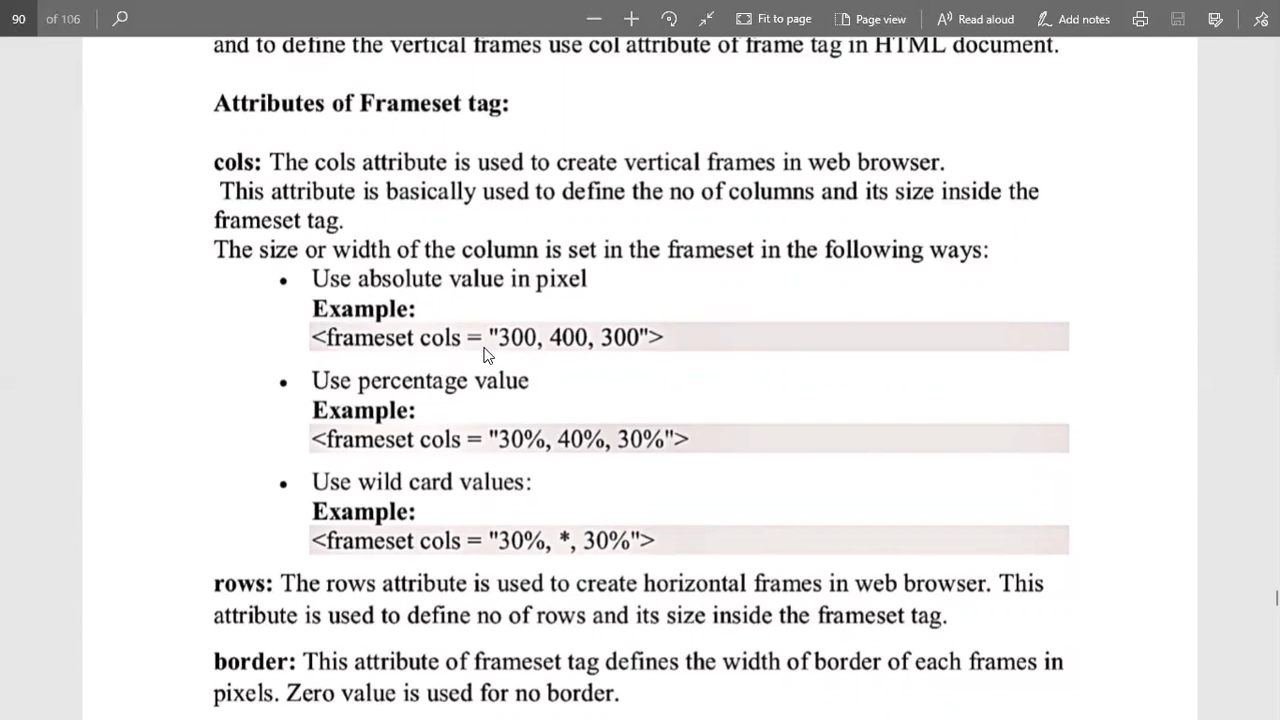 90 of 106 Fit to page Page view Read aloud Add notes
and to define the vertical frames use col attribute of frame tag in HTML document.
Attributes of Frameset tag:
cols: The cols attribute is used to create vertical frames in web browser.
This attribute is basically used to define the no of columns and its size inside the
frameset tag.
The size or width of the column is set in the frameset in the following ways:
• Use absolute value in pixel
Example:
<frameset cols = "300, 400, 300">
• Use percentage value
Example:
<frameset cols = "30%, 40%, 30%">
• Use wild card values:
Example:
<frameset cols = "30%, *, 30%">
rows: The rows attribute is used to create horizontal frames in web browser. This
attribute is used to define no of rows and its size inside the frameset tag.
border: This attribute of frameset tag defines the width of border of each frames in
pixels. Zero value is used for no border.